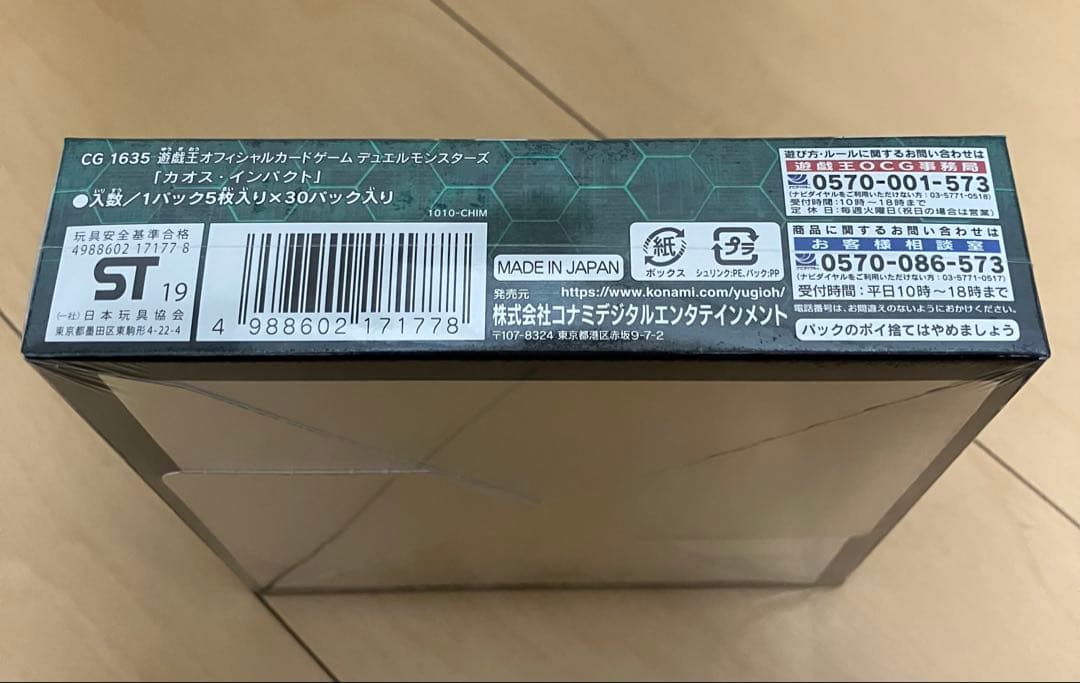 CG 1635 遊戯王オフィシャルカードゲーム デュエルモンスターズ
「カオス・インパクト」
●入数/1パック5枚入り×30パック入り
1010-CHIM
玩具安全基準合格
4988602 17177 8
ST 19
(一社)日本玩具協会
東京都墨田区東駒形4-22-4
4 988602 171778
MADE IN JAPAN
紙
ボックス
プラ
シュリンク:PE、パック:PP
発売元 https://www.konami.com/yugioh/
株式会社コナミデジタルエンタテインメント
〒107-8324 東京都港区赤坂9-7-2
遊び方・ルールに関するお問い合わせは
遊戯王OCG事務局
0570-001-573
(ナビダイヤルをご利用いただけない方:03-5771-0518)
受付時間:10時~18時まで
定休日:毎週火曜日(祝日の場合は営業)
商品に関するお問い合わせは
お客様相談室
0570-086-573
(ナビダイヤルをご利用いただけない方:03-5771-0517)
受付時間:平日10時~18時まで
電話番号は、お間違えのないようにおかけください。
パックのポイ捨てはやめましょう